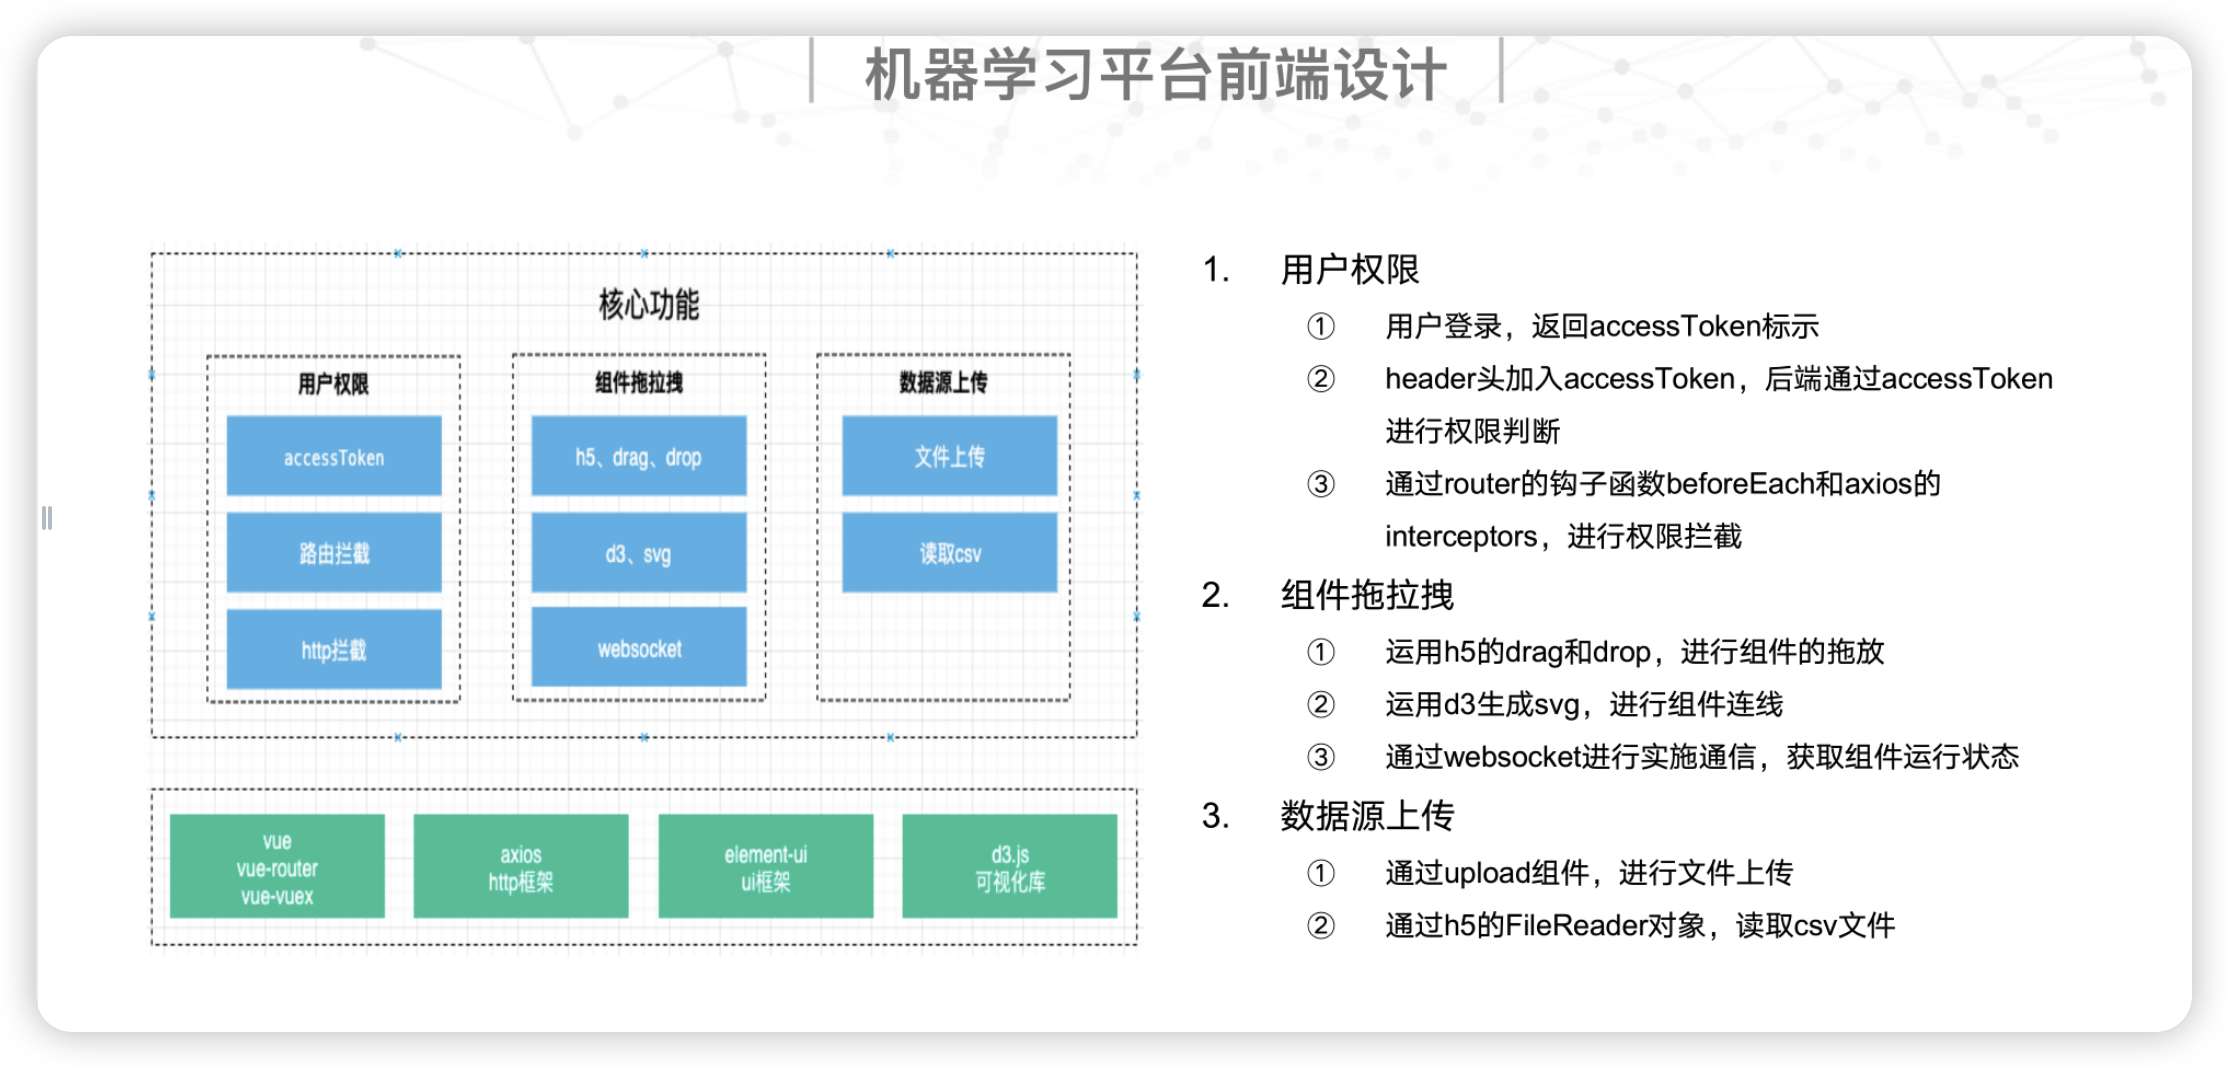 机器学习平台前端设计
核心功能
用户权限
accessToken
路由拦截
http拦截
组件拖拉拽
h5、drag、drop
d3、svg
websocket
数据源上传
文件上传
读取csv
vue
vue-router
vue-vuex
axios
http框架
element-ui
ui框架
d3.js
可视化库
1. 用户权限
① 用户登录，返回accessToken标示
② header头加入accessToken，后端通过accessToken
进行权限判断
③ 通过router的钩子函数beforeEach和axios的
interceptors，进行权限拦截
2. 组件拖拉拽
① 运用h5的drag和drop，进行组件的拖放
② 运用d3生成svg，进行组件连线
③ 通过websocket进行实施通信，获取组件运行状态
3. 数据源上传
① 通过upload组件，进行文件上传
② 通过h5的FileReader对象，读取csv文件